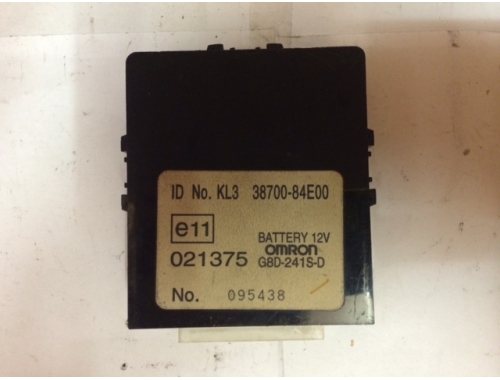 ID No. KL3 38700-84E00
e11
BATTERY 12V
OMRON
021375 G8D-241S-D
No. 095438